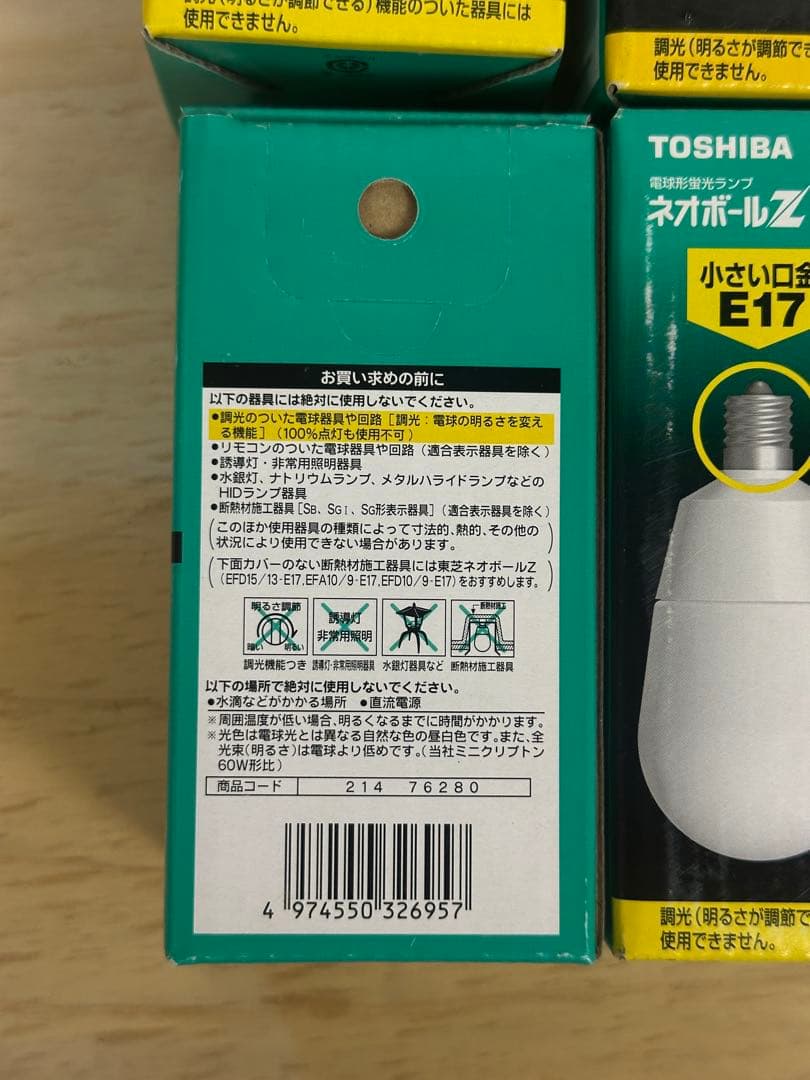 調光(明るさが調節できる)機能のついた器具には
使用できません。
調光(明るさが調節でき
使用できません。
お買い求めの前に
以下の器具には絶対に使用しないでください。
●調光のついた電球器具や回路[調光:電球の明るさを変え
る機能](100%点灯も使用不可)
●リモコンのついた電球器具や回路(適合表示器具を除く)
●誘導灯・非常用照明器具
●水銀灯、ナトリウムランプ、メタルハライドランプなどの
HIDランプ器具
●断熱材施工器具[SB、SGI、SG形表示器具](適合表示器具を除く)
(このほか使用器具の種類によって寸法的、熱的、その他の
状況により使用できない場合があります。)
(下面カバーのない断熱材施工器具には東芝ネオボールZ
(EFD15/13-E17,EFA10/9-E17,EFD10/9-E17)をおすすめします。)
明るさ調節
暗い 明るい
調光機能つき
誘導灯
非常用照明
誘導灯・非常用照明器具
水銀灯器具など
断熱材施工
断熱材施工器具
以下の場所で絶対に使用しないでください。
●水滴などがかかる場所 ●直流電源
※周囲温度が低い場合、明るくなるまでに時間がかかります。
※光色は電球光とは異なる自然な色の昼白色です。また、全
光束(明るさ)は電球より低めです。(当社ミニクリプトン
60W形比)
商品コード 214 76280
4 974550 326957
TOSHIBA
電球形蛍光ランプ
ネオボールZ
小さい口金
E17
調光(明るさが調節で
使用できません。